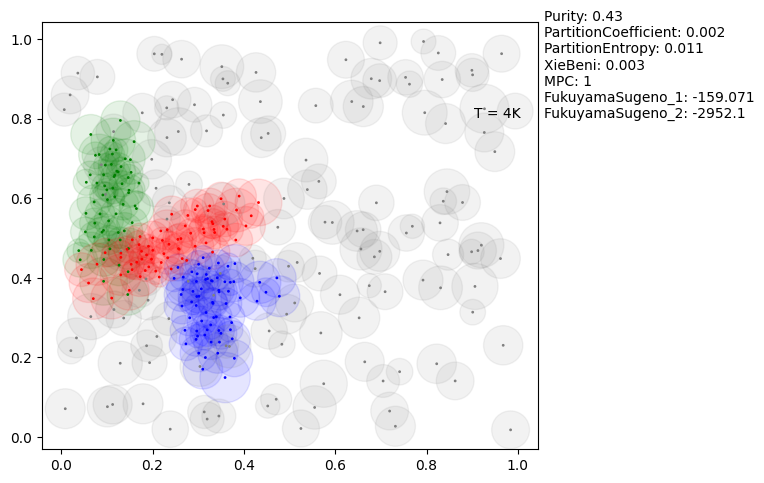 Purity: 0.43
PartitionCoefficient: 0.002
PartitionEntropy: 0.011
XieBeni: 0.003
MPC: 1
FukuyamaSugeno_1: -159.071
FukuyamaSugeno_2: -2952.1
T°= 4K
1.0
0.8
0.6
0.4
0.2
0.0
0.0 0.2 0.4 0.6 0.8 1.0